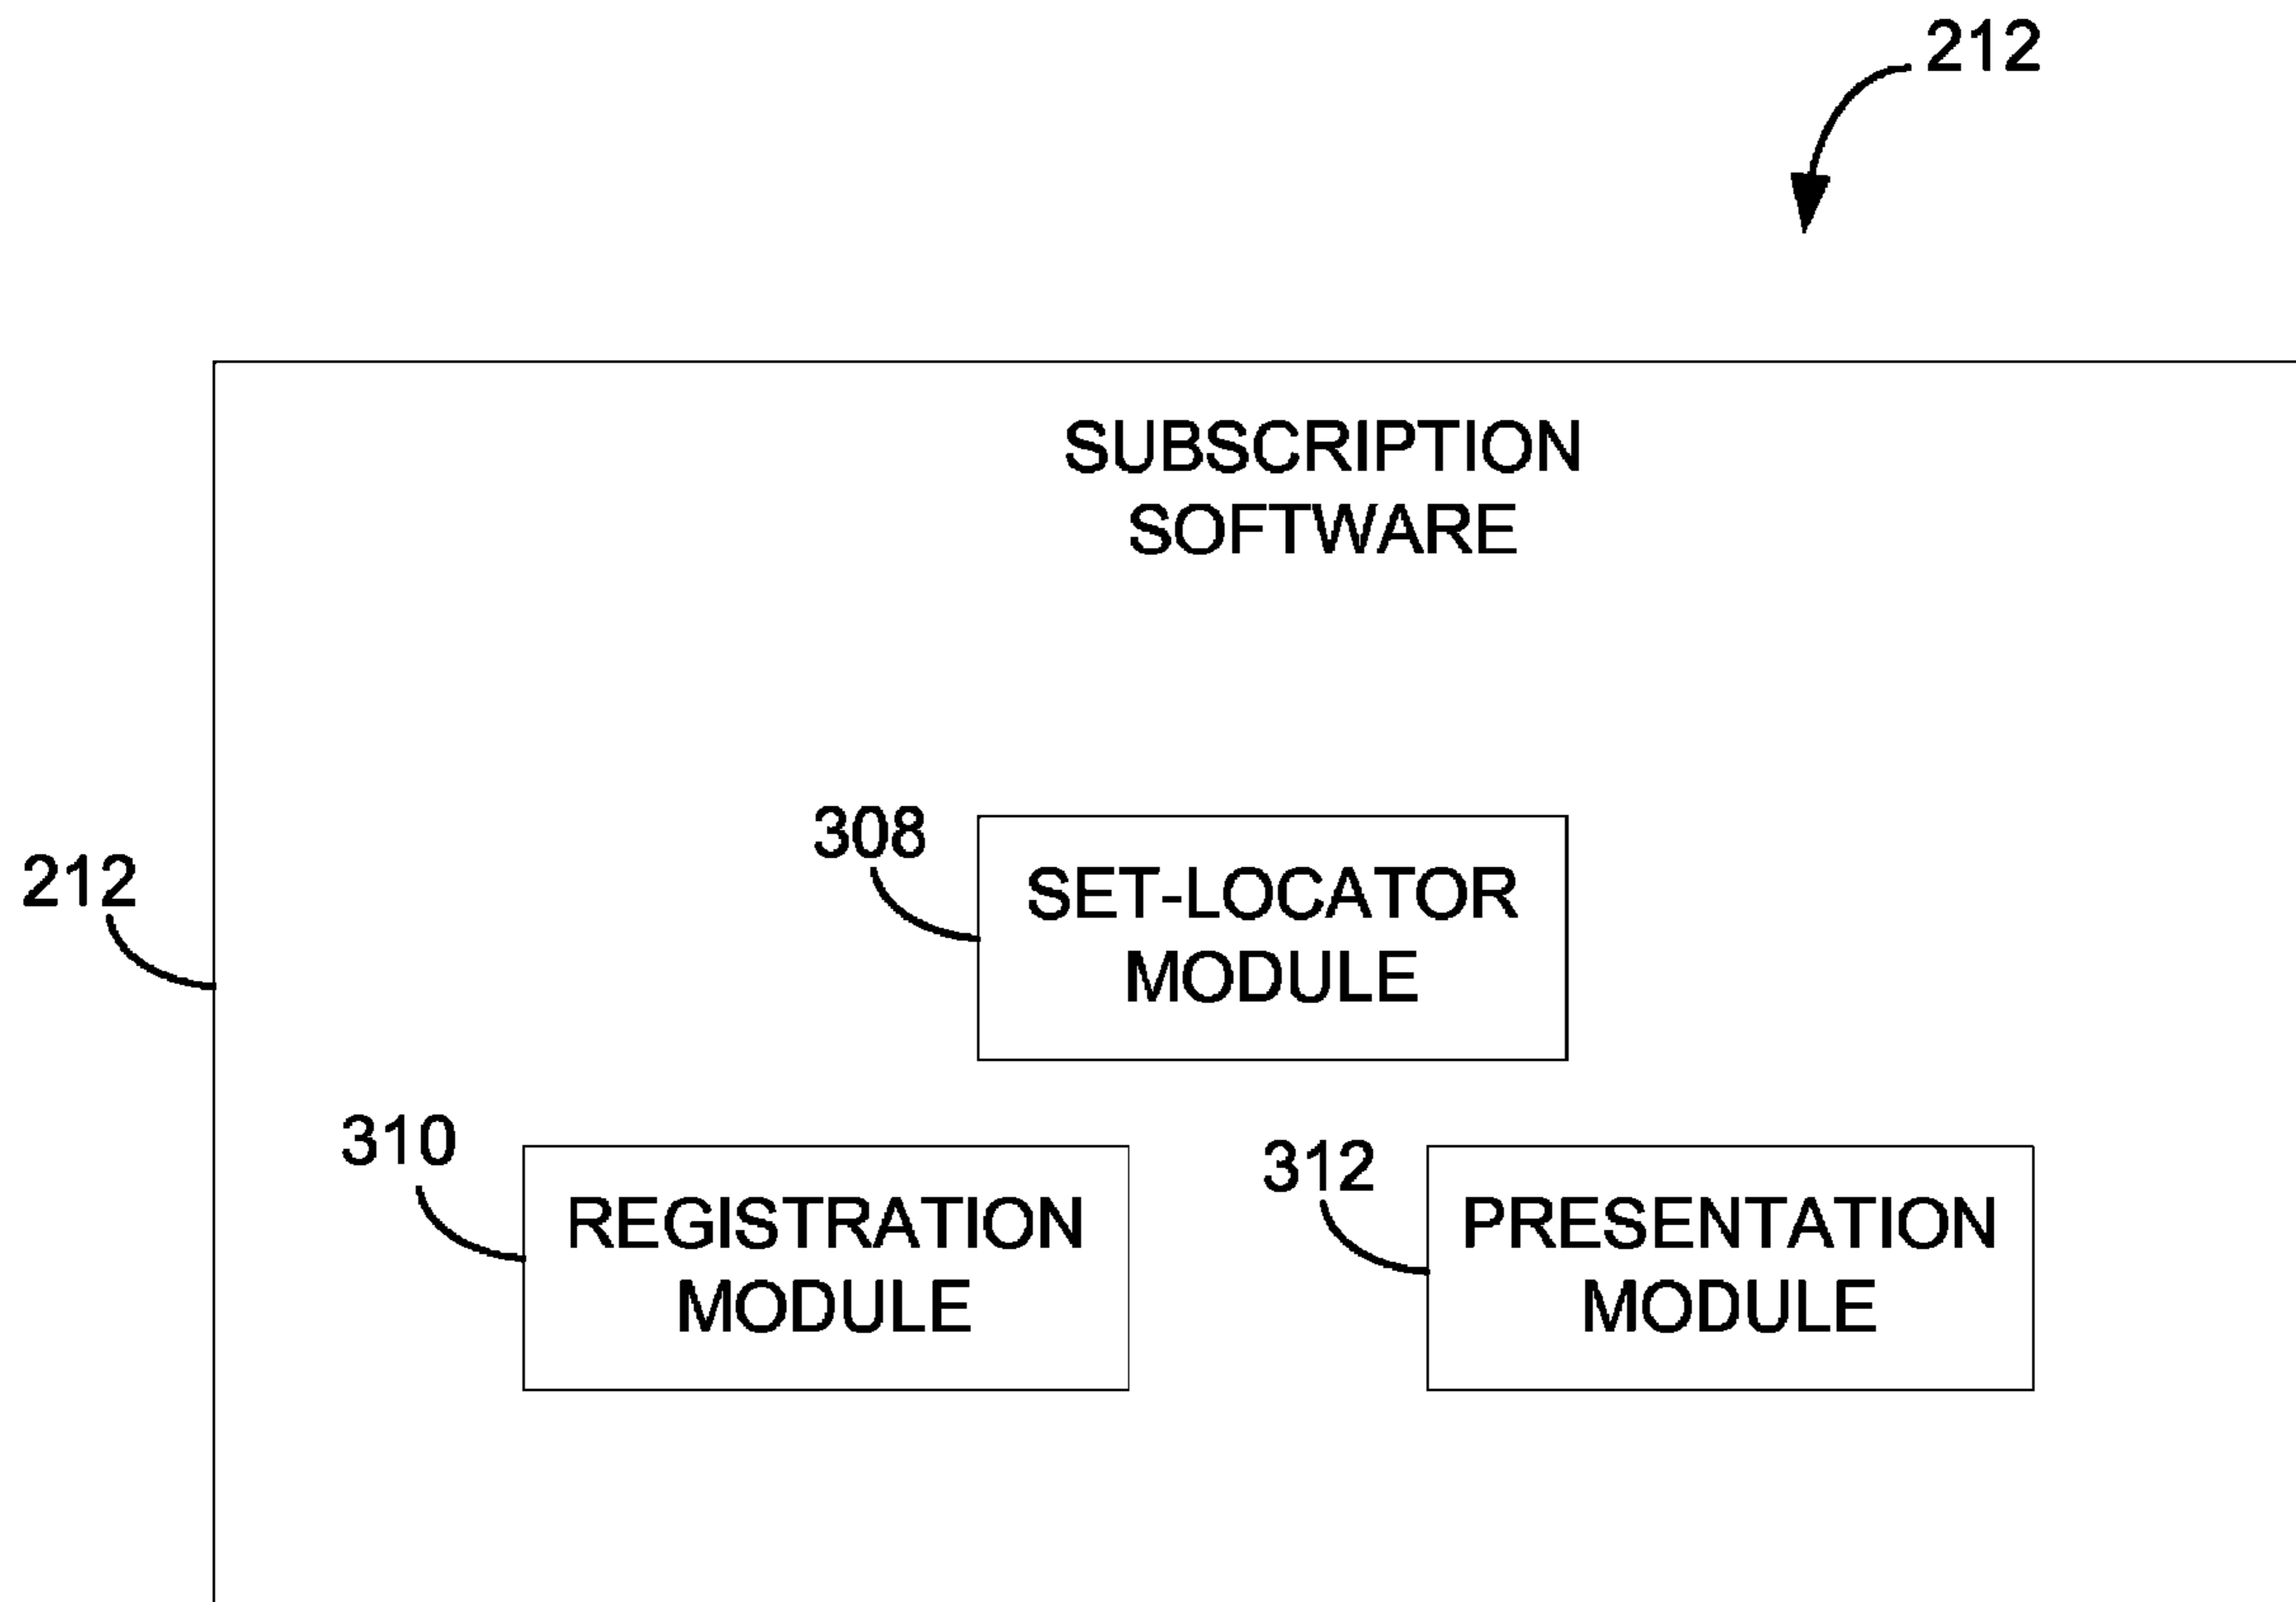 212
SUBSCRIPTION
SOFTWARE
308
SET-LOCATOR
MODULE
212
310
REGISTRATION
MODULE
312
PRESENTATION
MODULE